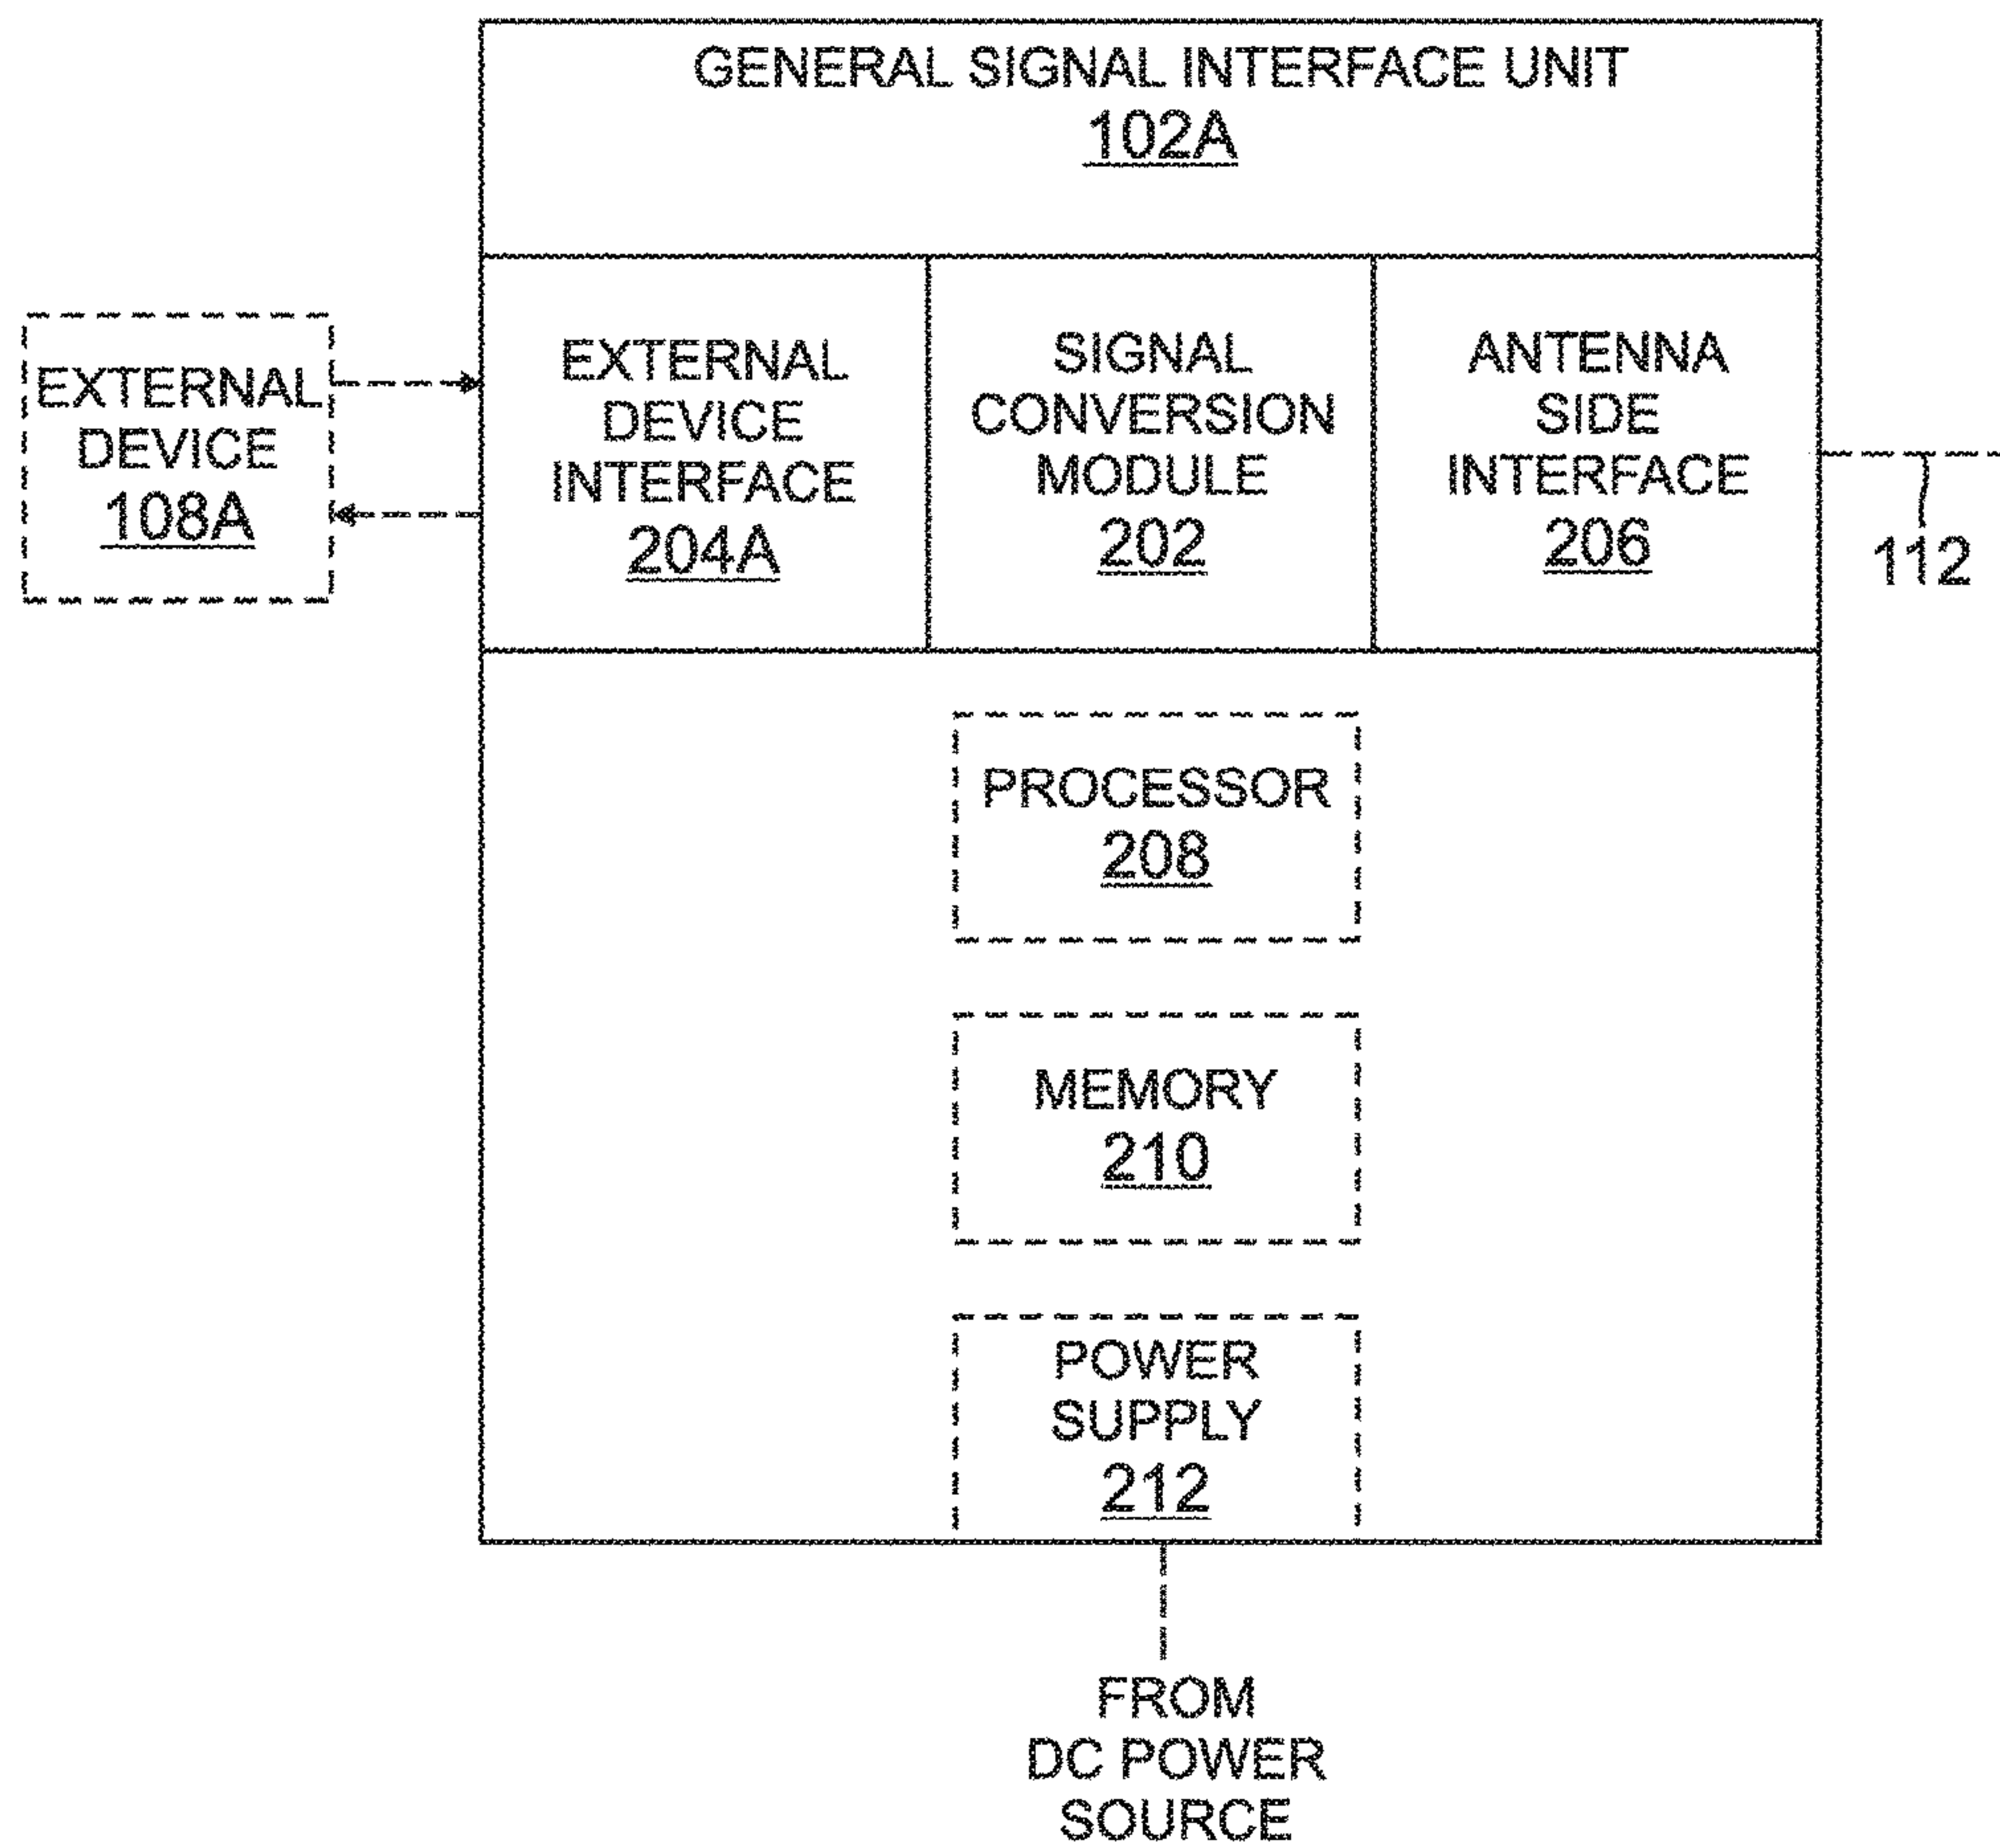 GENERAL SIGNAL INTERFACE UNIT
102A
EXTERNAL
DEVICE
108A
EXTERNAL
DEVICE
INTERFACE
204A
SIGNAL
CONVERSION
MODULE
202
ANTENNA
SIDE
INTERFACE
206
112
PROCESSOR
208
MEMORY
210
POWER
SUPPLY
212
FROM
DC POWER
SOURCE